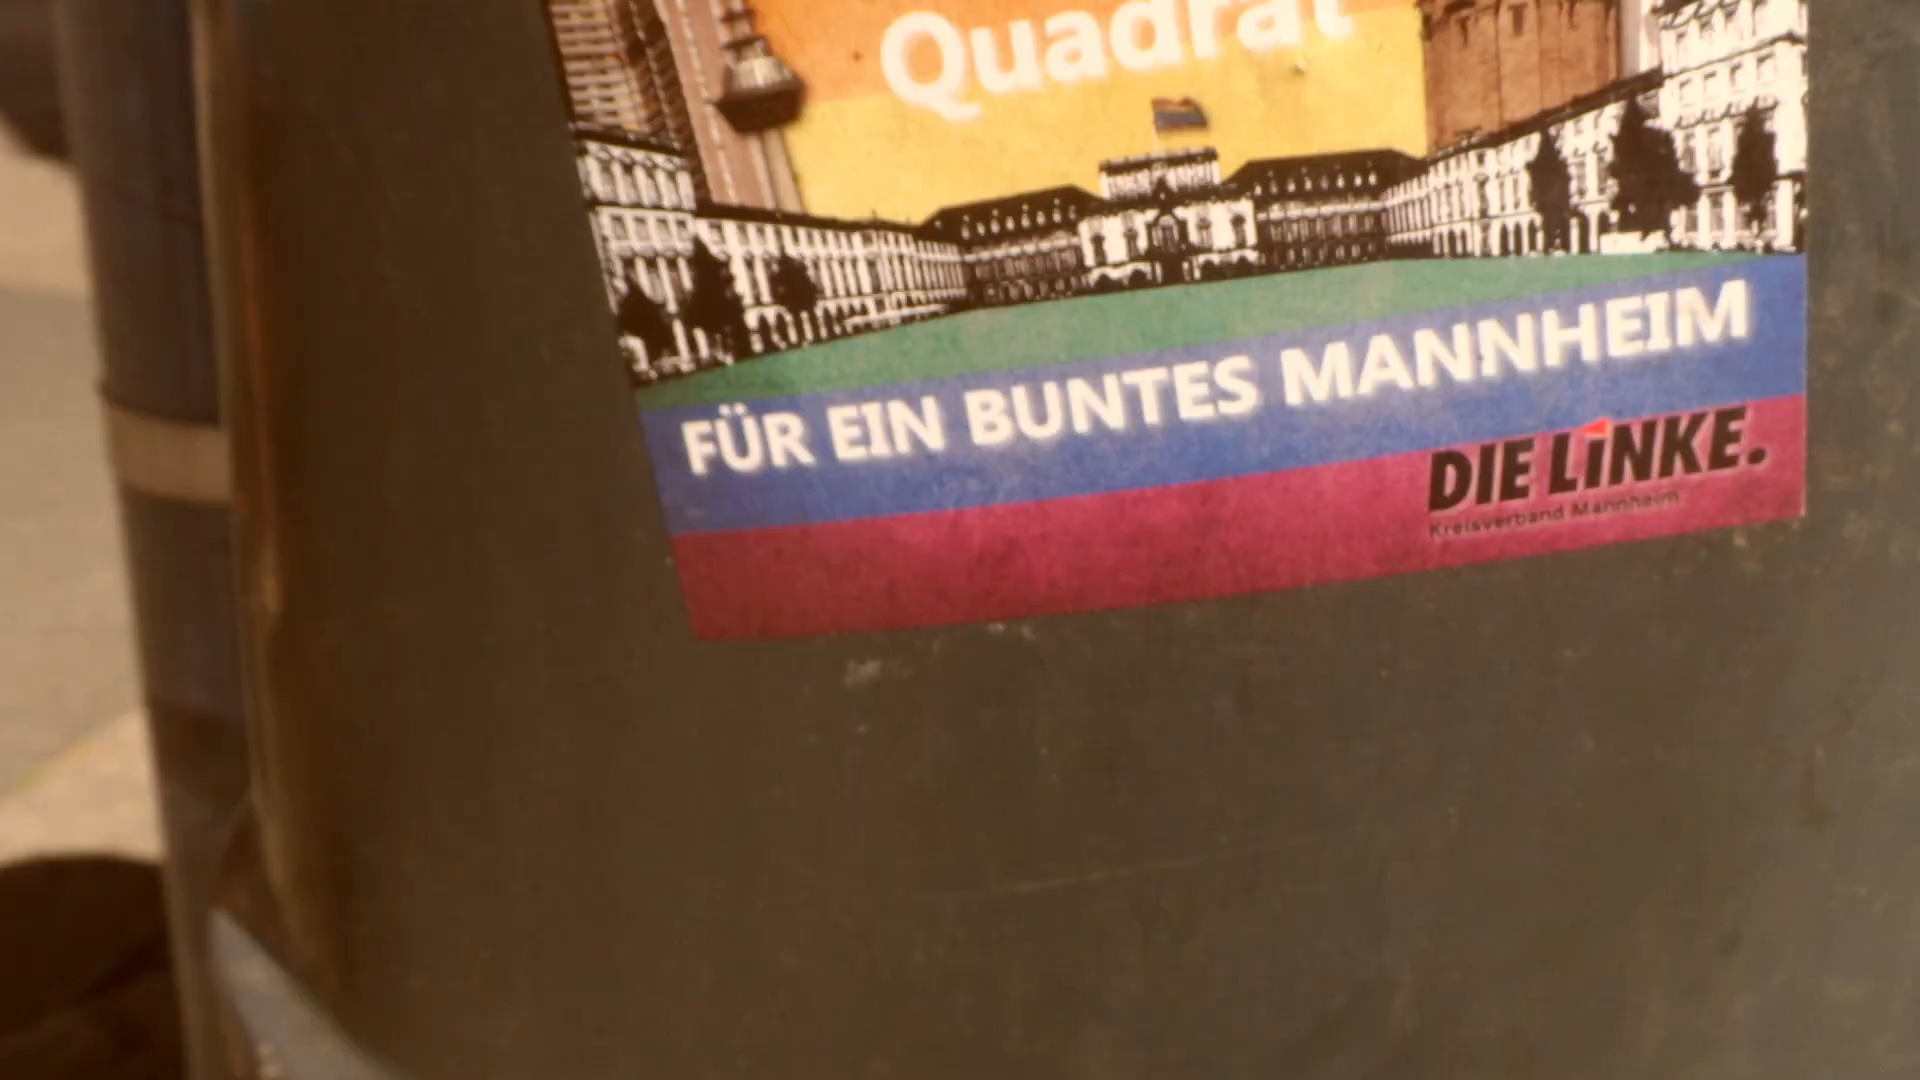 Quadrat
FÜR EIN BUNTES MANNHEIM
DIE LINKE.
Kreisverband Mannheim